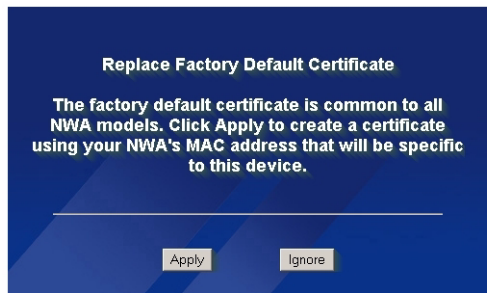 Replace Factory Default Certificate
The factory default certificate is common to all
NWA models. Click Apply to create a certificate
using your NWA's MAC address that will be specific
to this device.
Apply
Ignore